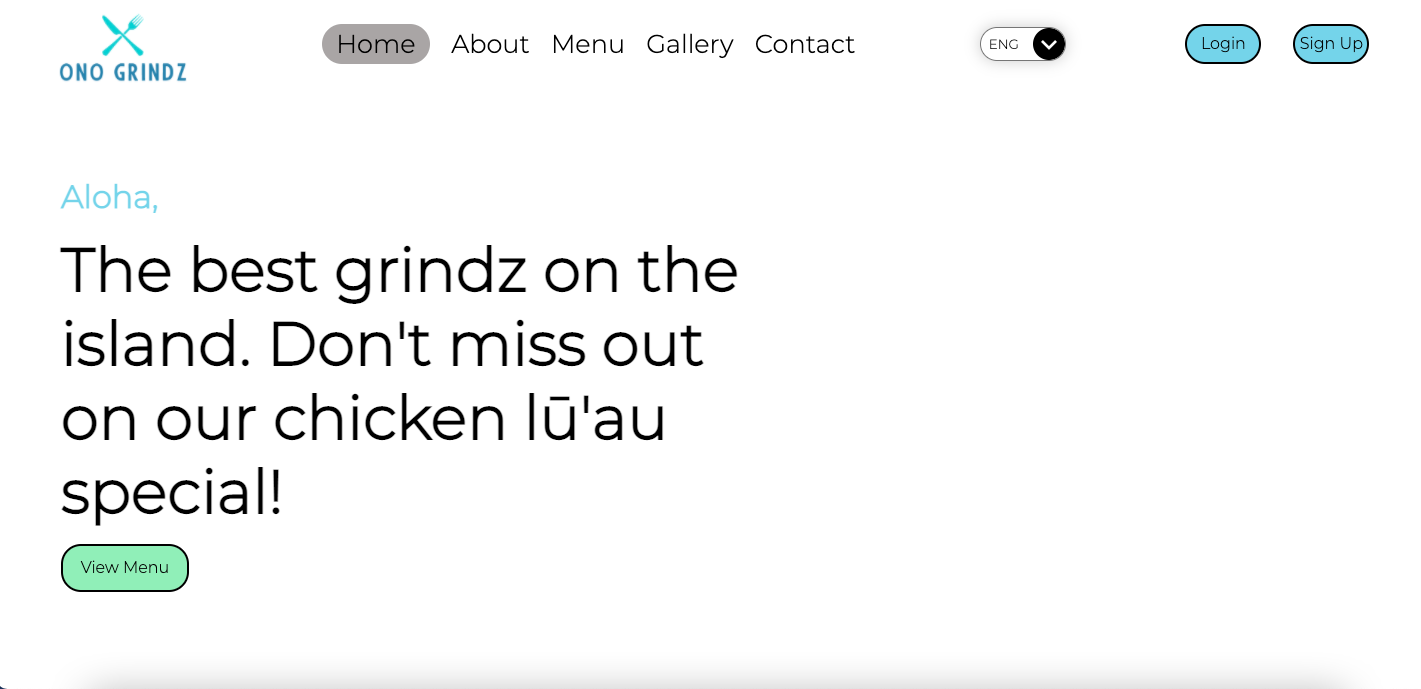 ONO GRINDZ
Home About Menu Gallery Contact
ENG
Login
Sign Up
Aloha,
The best grindz on the
island. Don't miss out
on our chicken lū'au
special!
View Menu